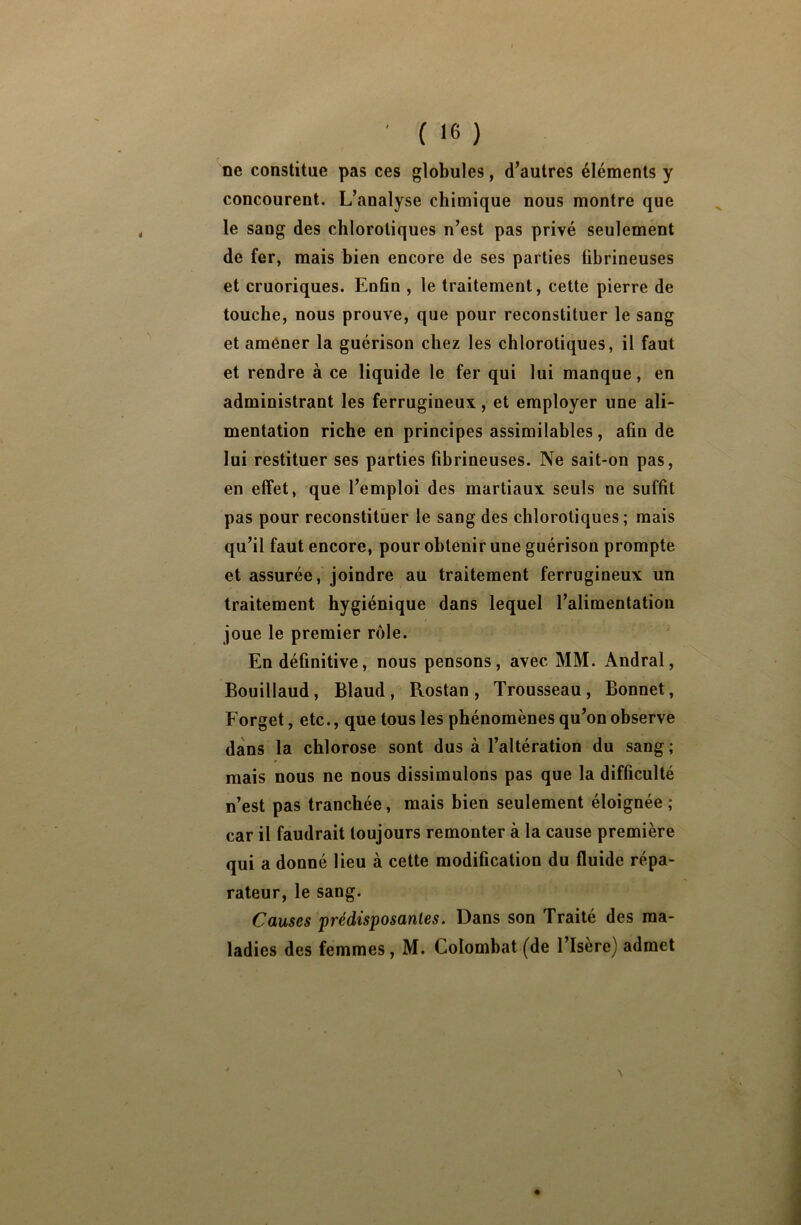 ( 16 )
ne constitue pas ces globules, d'autres éléments y
concourent. L'analyse chimique nous montre que
le sang des chlorotiques n'est pas privé seulement
de fer, mais bien encore de ses parties fibrineuses
et cruoriques. Enfin, le traitement, cette pierre de
touche, nous prouve, que pour reconstituer le sang
et amener la guérison chez les chlorotiques, il faut
et rendre à ce liquide le fer qui lui manque, en
administrant les ferrugineux, et employer une ali-
mentation riche en principes assimilables, afin de
lui restituer ses parties fibrineuses. Ne sait-on pas,
en effet, que l'emploi des martiaux seuls ne suffit
pas pour reconstituer le sang des chlorotiques; mais
qu'il faut encore, pour obtenir une guérison prompte
et assurée, joindre au traitement ferrugineux un
traitement hygiénique dans lequel l'alimentation
joue le premier rôle.
En définitive, nous pensons, avec MM. Andral,
Bouillaud, Blaud, Rostan, Trousseau, Bonnet,
Forget, etc., que tous les phénomènes qu'on observe
dans la chlorose sont dus à l'altération du sang;
mais nous ne nous dissimulons pas que la difficulté
n'est pas tranchée, mais bien seulement éloignée;
car il faudrait toujours remonter à la cause première
qui a donné lieu à cette modification du fluide répa-
rateur, le sang.
Causes prédisposantes. Dans son Traité des ma-
ladies des femmes, M. Colombat (de l'Isère) admet